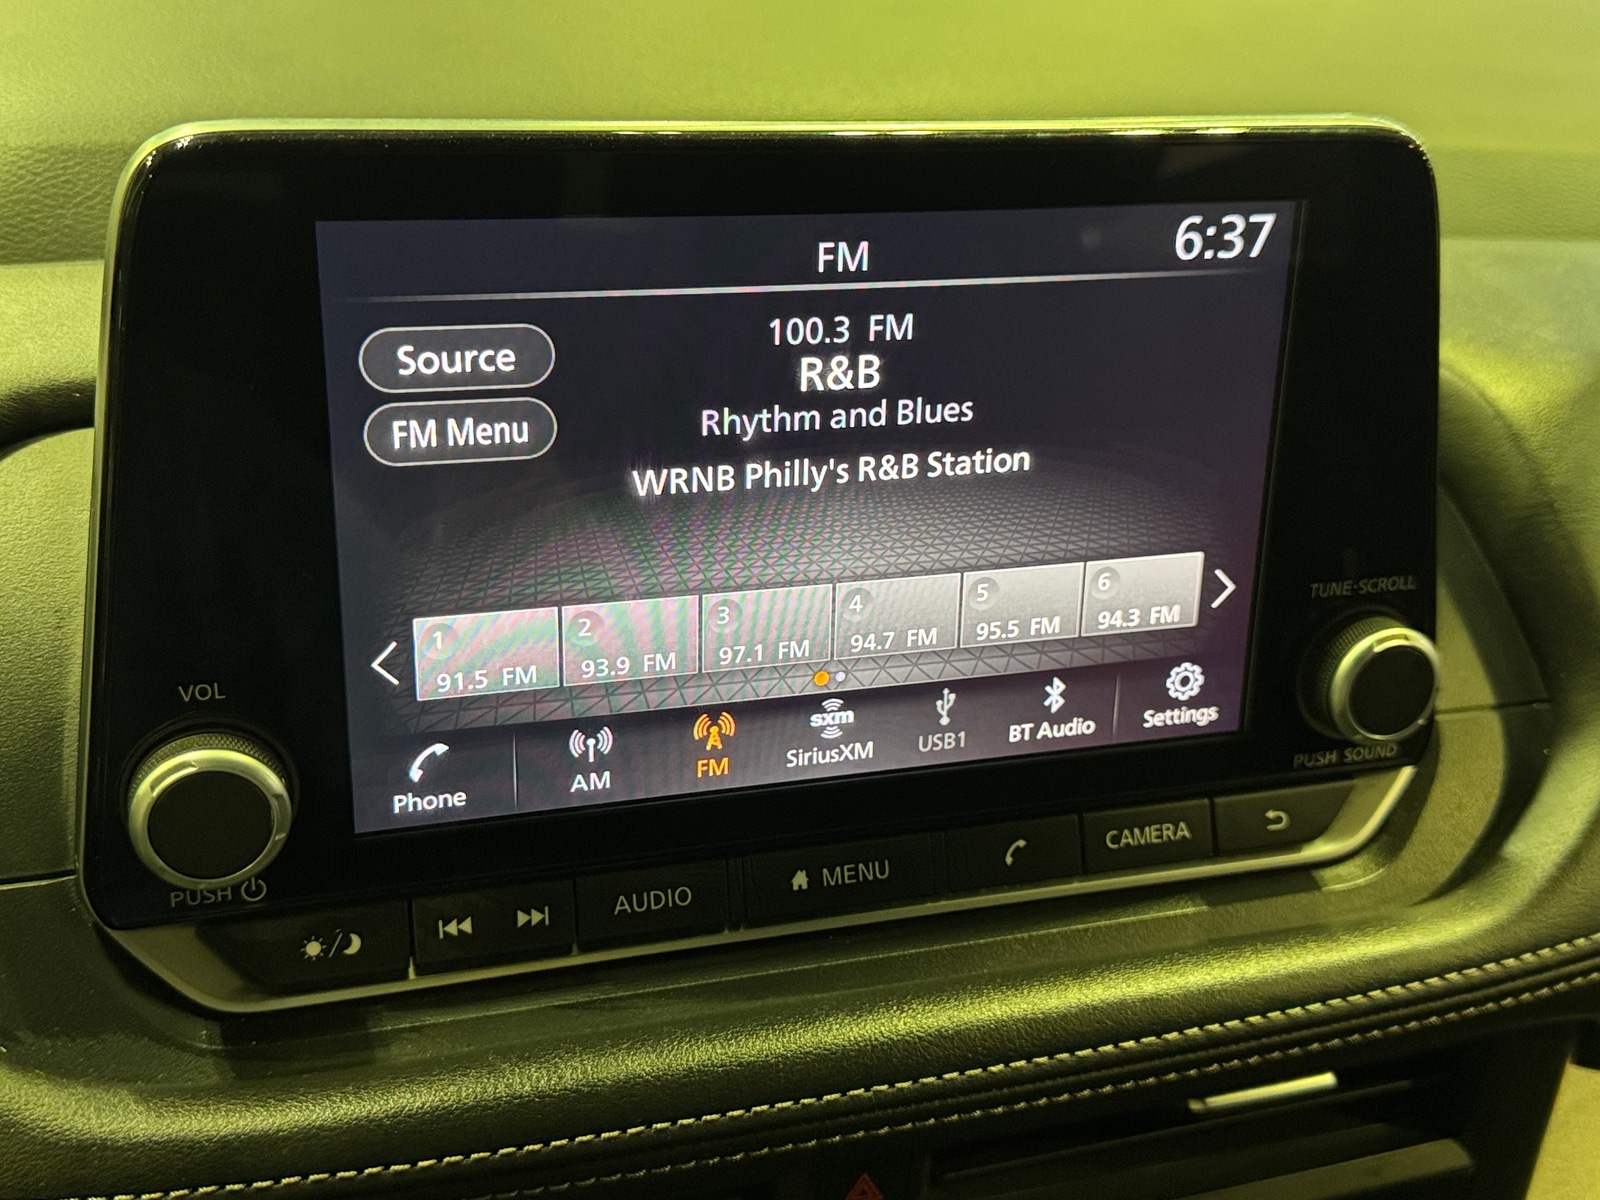 FM
6:37
Source
FM Menu
100.3 FM
R&B
Rhythm and Blues
WRNB Philly's R&B Station
1
91.5 FM
2
93.9 FM
3
97.1 FM
4
94.7 FM
5
95.5 FM
6
94.3 FM
Phone
AM
FM
sxm
SiriusXM
USB1
BT Audio
Settings
VOL
PUSH
TUNE·SCROLL
PUSH SOUND
AUDIO
MENU
CAMERA